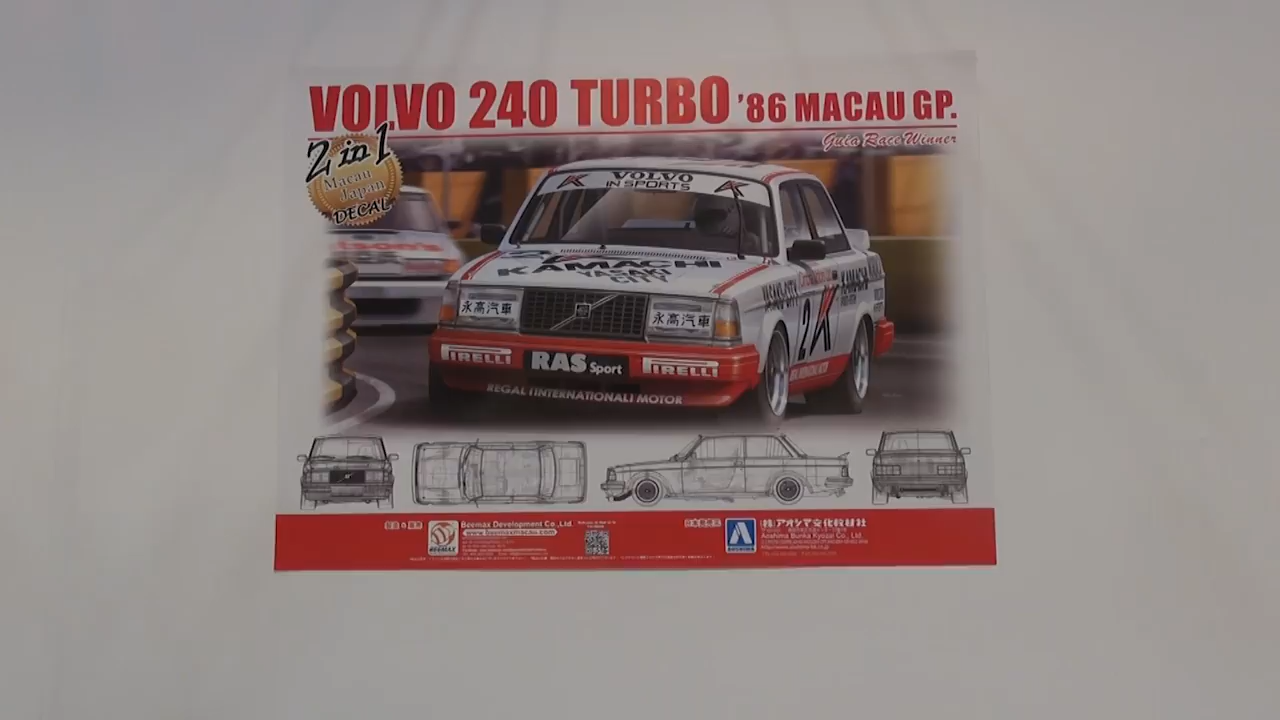 VOLVO 240 TURBO '86 MACAU GP.
Guia Race Winner
2 in 1
Macau
Japan
DECAL
VOLVO
IN SPORTS
KAMACHI
YASAKI
CITY
YASAKI CITY
KAMACHI
2
永高汽車
永高汽車
PIRELLI
RAS Sport
PIRELLI
REGAL (INTERNATIONAL) MOTOR
Beemax Development Co., Ltd.
www.beemaxmacau.com
BEEMAX
AOSHIMA
(株)アオシマ文化教材社
Aoshima Bunka Kyozai Co., Ltd.